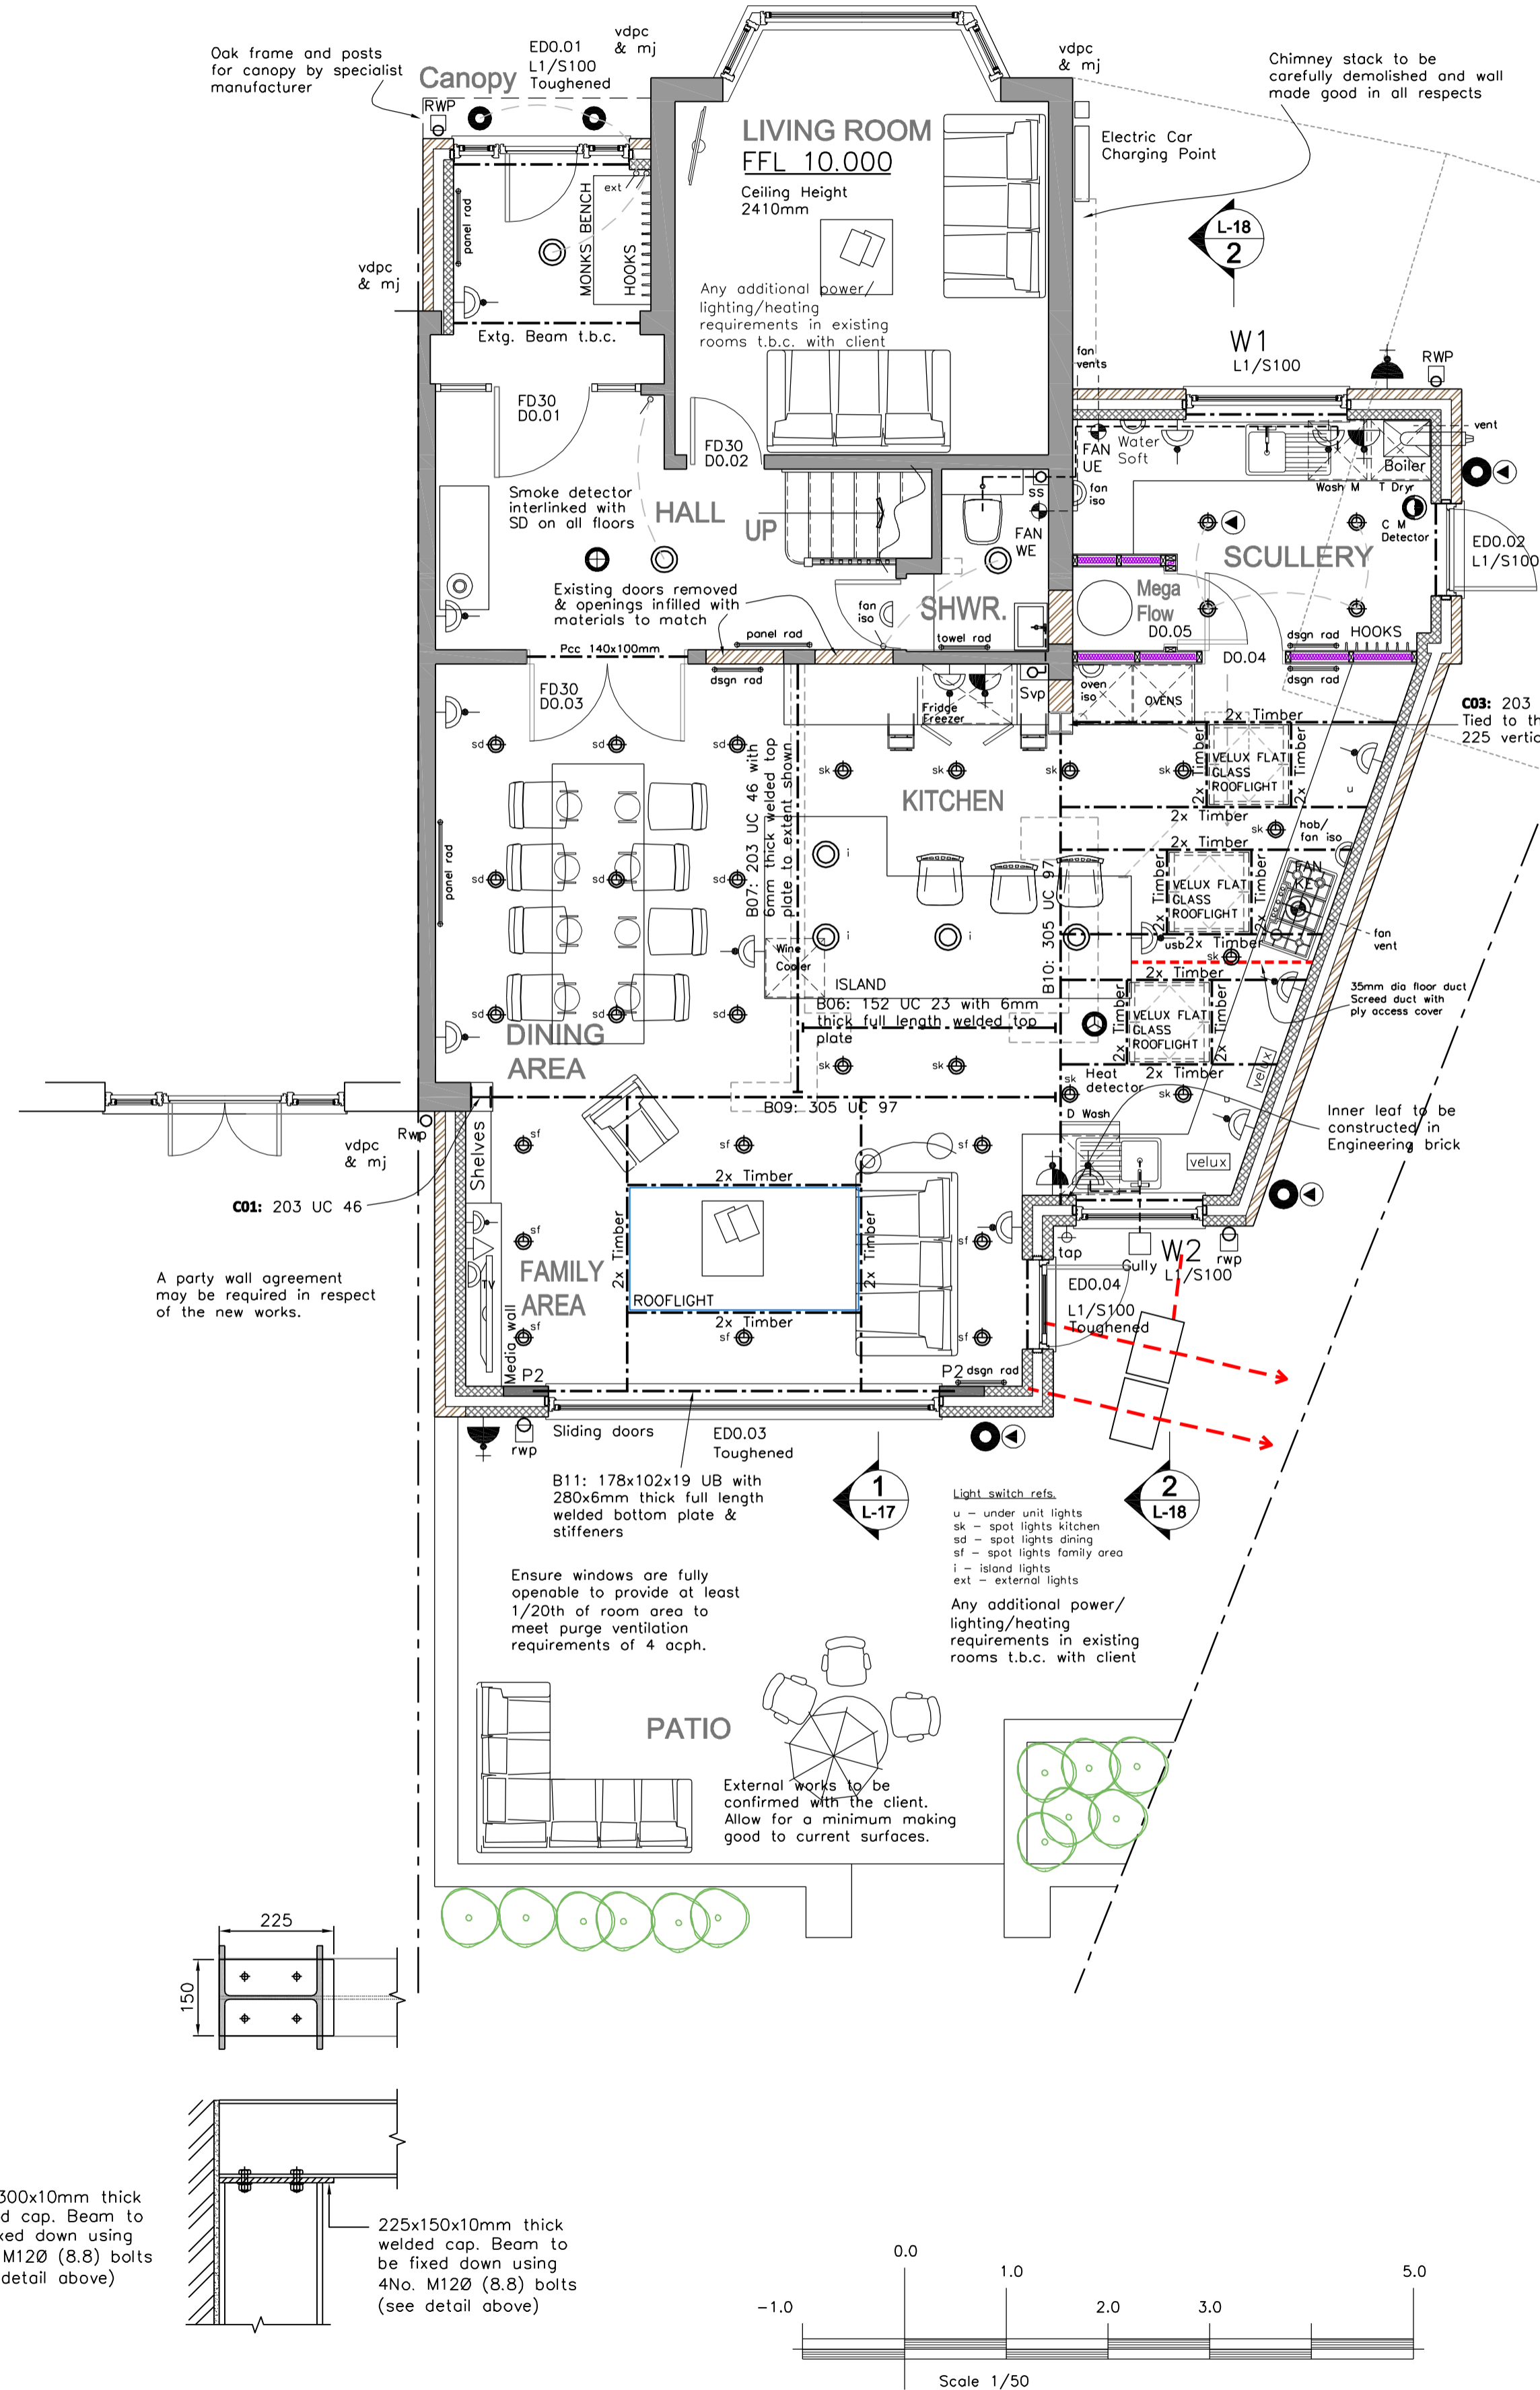 Oak frame and posts
for canopy by specialist
manufacturer
Canopy
ED0.01
L1/S100
Toughened
vdpc
& mj
vdpc
& mj
Chimney stack to be
carefully demolished and wall
made good in all respects
RWP
LIVING ROOM
FFL 10.000
Ceiling Height
2410mm
Electric Car
Charging Point
ext
panel rad
MONKS BENCH
HOOKS
L-18
2
vdpc
& mj
Any additional power/
lighting/heating
requirements in existing
rooms t.b.c. with client
Extg. Beam t.b.c.
W1
L1/S100
fan
vents
RWP
FD30
D0.01
FD30
D0.02
FAN
UE
Water
Soft
vent
Boiler
Wash M
T Dryr
Smoke detector
interlinked with
SD on all floors
HALL
UP
ss
fan
iso
FAN
WE
C M
Detector
ED0.02
L1/S100
SCULLERY
Existing doors removed
& openings infilled with
materials to match
fan
iso
SHWR.
Mega
Flow
D0.05
panel rad
towel rad
dsgn rad
HOOKS
Pcc 140x100mm
D0.04
dsgn rad
dsgn rad
FD30
D0.03
Fridge
Freezer
Svp
oven
iso
OVENS
C03: 203
Tied to th
225 vertic
2x Timber
sd
sd
sd
sk
sk
sk
sk
2x Timber
VELUX FLAT
GLASS
ROOFLIGHT
2x Timber
u
KITCHEN
2x Timber
hob/
fan iso
sk
2x Timber
B07: 203 UC 46 with
6mm thick welded top
plate to extent shown
i
panel rad
sd
sd
sd
B10: 305 UC 97
2x Timber
VELUX FLAT
GLASS
ROOFLIGHT
2x Timber
FAN
KE
i
i
fan
vent
usb
2x Timber
sk
Wine
Cooler
ISLAND
2x Timber
35mm dia floor duct
Screed duct with
ply access cover
B06: 152 UC 23 with 6mm
thick full length welded top
plate
sd
sd
sd
2x Timber
VELUX FLAT
GLASS
ROOFLIGHT
2x Timber
DINING
AREA
sk
sk
2x Timber
Heat
detector
sk
sk
velux
u
B09: 305 UC 97
D Wash
Inner leaf to be
constructed in
Engineering brick
Rwp
vdpc
& mj
Shelves
sf
sf
sf
velux
2x Timber
C01: 203 UC 46
sf
sf
2x Timber
2x Timber
tap
Gully
W2
L1/S100
rwp
TV
FAMILY
AREA
ROOFLIGHT
ED0.04
L1/S100
Toughened
A party wall agreement
may be required in respect
of the new works.
2x Timber
sf
sf
sf
Media wall
P2
P2
dsgn rad
rwp
Sliding doors
ED0.03
Toughened
B11: 178x102x19 UB with
280x6mm thick full length
welded bottom plate &
stiffeners
1
L-17
2
L-18
Light switch refs.
u – under unit lights
sk – spot lights kitchen
sd – spot lights dining
sf – spot lights family area
i – island lights
ext – external lights
Ensure windows are fully
openable to provide at least
1/20th of room area to
meet purge ventilation
requirements of 4 acph.
Any additional power/
lighting/heating
requirements in existing
rooms t.b.c. with client
PATIO
External works to be
confirmed with the client.
Allow for a minimum making
good to current surfaces.
225
150
300x10mm thick
d cap. Beam to
xed down using
M12Ø (8.8) bolts
detail above)
225x150x10mm thick
welded cap. Beam to
be fixed down using
4No. M12Ø (8.8) bolts
(see detail above)
0.0
1.0
5.0
-1.0
2.0
3.0
Scale 1/50